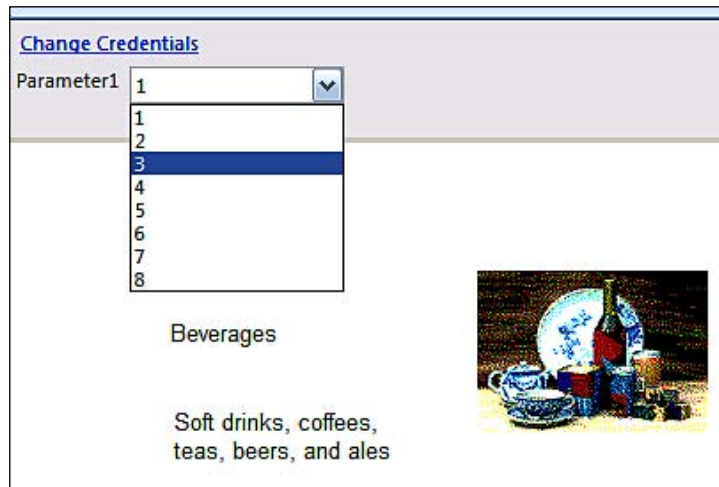 Change Credentials
Parameter1 1
1
2
3
4
5
6
7
8
Beverages
Soft drinks, coffees,
teas, beers, and ales